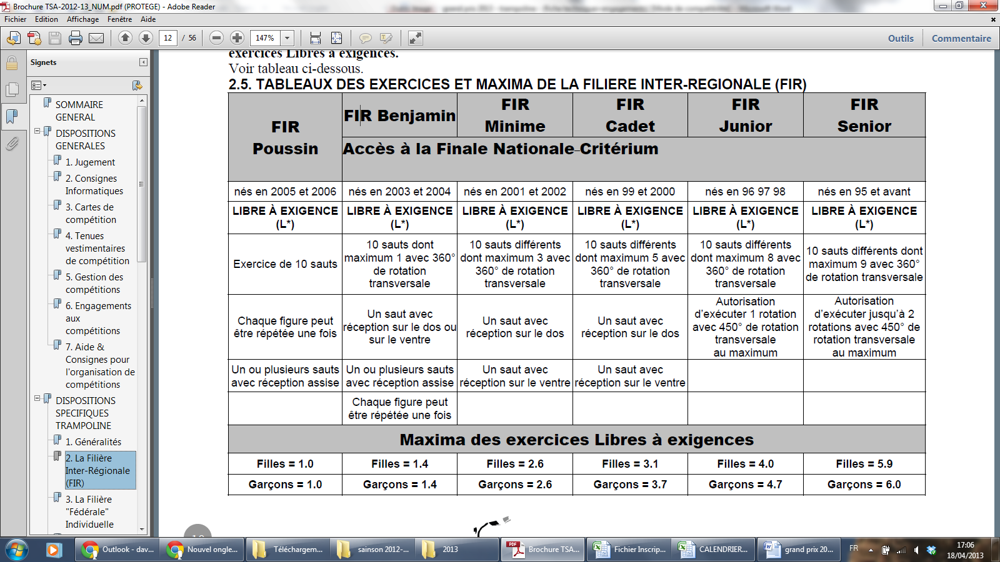 Brochure TSA-2012-13_NUM.pdf (PROTEGE) - Adobe Reader
Fichier Edition Affichage Fenêtre Aide
12 / 56 147% Outils Commentaire
Signets
SOMMAIRE
GENERAL
DISPOSITIONS
GENERALES
1. Jugement
2. Consignes
Informatiques
3. Cartes de
compétition
4. Tenues
vestimentaires
de compétition
5. Gestion des
compétitions
6. Engagements
aux
compétitions
7. Aide &
Consignes pour
l'organisation de
compétitions
DISPOSITIONS
SPECIFIQUES
TRAMPOLINE
1. Généralités
2. La Filière
Inter-Régionale
(FIR)
3. La Filière
"Fédérale"
Individuelle
exercices Libres à exigences.
Voir tableau ci-dessous.
2.5. TABLEAUX DES EXERCICES ET MAXIMA DE LA FILIERE INTER-REGIONALE (FIR)
FIR
Poussin
FIR Benjamin
FIR
Minime
FIR
Cadet
FIR
Junior
FIR
Senior
Accès à la Finale Nationale-Critérium
nés en 2005 et 2006
nés en 2003 et 2004
nés en 2001 et 2002
nés en 99 et 2000
nés en 96 97 98
nés en 95 et avant
LIBRE À EXIGENCE
(L*)
LIBRE À EXIGENCE
(L*)
LIBRE À EXIGENCE
(L*)
LIBRE À EXIGENCE
(L*)
LIBRE À EXIGENCE
(L*)
LIBRE À EXIGENCE
(L*)
Exercice de 10 sauts
10 sauts dont
maximum 1 avec 360°
de rotation
transversale
10 sauts différents
dont maximum 3 avec
360° de rotation
transversale
10 sauts différents
dont maximum 5 avec
360° de rotation
transversale
10 sauts différents
dont maximum 8 avec
360° de rotation
transversale
10 sauts différents dont
maximum 9 avec 360°
de rotation transversale
Chaque figure peut
être répétée une fois
Un saut avec
réception sur le dos ou
sur le ventre
Un saut avec
réception sur le dos
Un saut avec
réception sur le dos
Autorisation
d'exécuter 1 rotation
avec 450° de rotation
transversale
au maximum
Autorisation
d'exécuter jusqu'à 2
rotations avec 450° de
rotation transversale
au maximum
Un ou plusieurs sauts
avec réception assise
Un ou plusieurs sauts
avec réception assise
Un saut avec
réception sur le ventre
Un saut avec
réception sur le ventre
Chaque figure peut
être répétée une fois
Maxima des exercices Libres à exigences
Filles = 1.0
Filles = 1.4
Filles = 2.6
Filles = 3.1
Filles = 4.0
Filles = 5.9
Garçons = 1.0
Garçons = 1.4
Garçons = 2.6
Garçons = 3.7
Garçons = 4.7
Garçons = 6.0
Outlook - dav...
Nouvel ongle...
Téléchargem...
sainson 2012-...
2013
Brochure TSA...
Fichier Inscrip...
CALENDRIER...
grand prix 20...
FR
17:06
18/04/2013